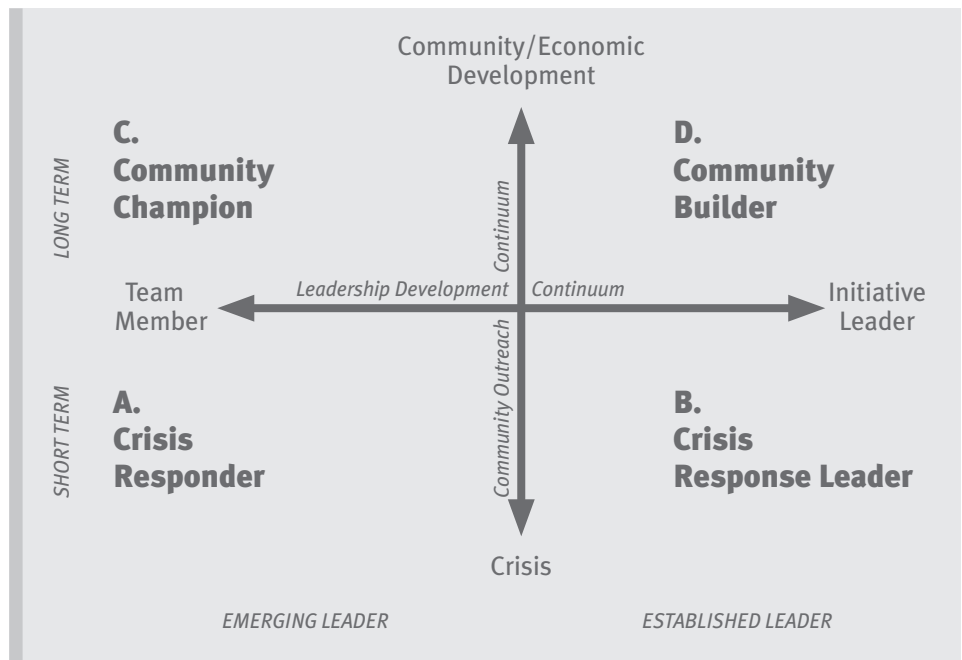 Community/Economic
Development
C.
Community
Champion
D.
Community
Builder
LONG TERM
Continuum
Team
Member
Leadership Development
Continuum
Initiative
Leader
SHORT TERM
A.
Crisis
Responder
Community Outreach
B.
Crisis
Response Leader
Crisis
EMERGING LEADER
ESTABLISHED LEADER